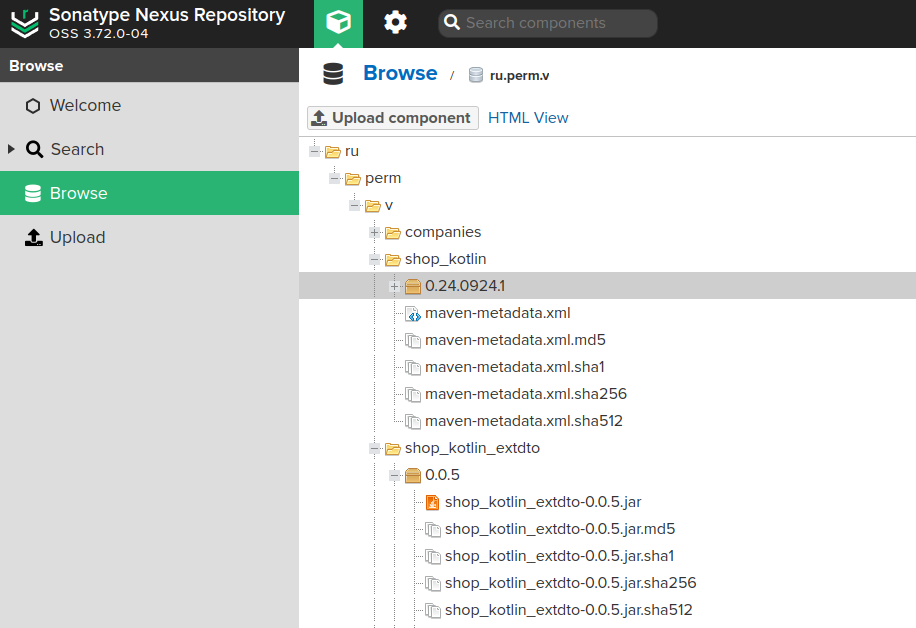 Sonatype Nexus Repository
OSS 3.72.0-04
Search components
Browse
Welcome
Search
Browse
Upload
Browse / ru.perm.v
Upload component HTML View
ru
perm
v
companies
shop_kotlin
0.24.0924.1
maven-metadata.xml
maven-metadata.xml.md5
maven-metadata.xml.sha1
maven-metadata.xml.sha256
maven-metadata.xml.sha512
shop_kotlin_extdto
0.0.5
shop_kotlin_extdto-0.0.5.jar
shop_kotlin_extdto-0.0.5.jar.md5
shop_kotlin_extdto-0.0.5.jar.sha1
shop_kotlin_extdto-0.0.5.jar.sha256
shop_kotlin_extdto-0.0.5.jar.sha512